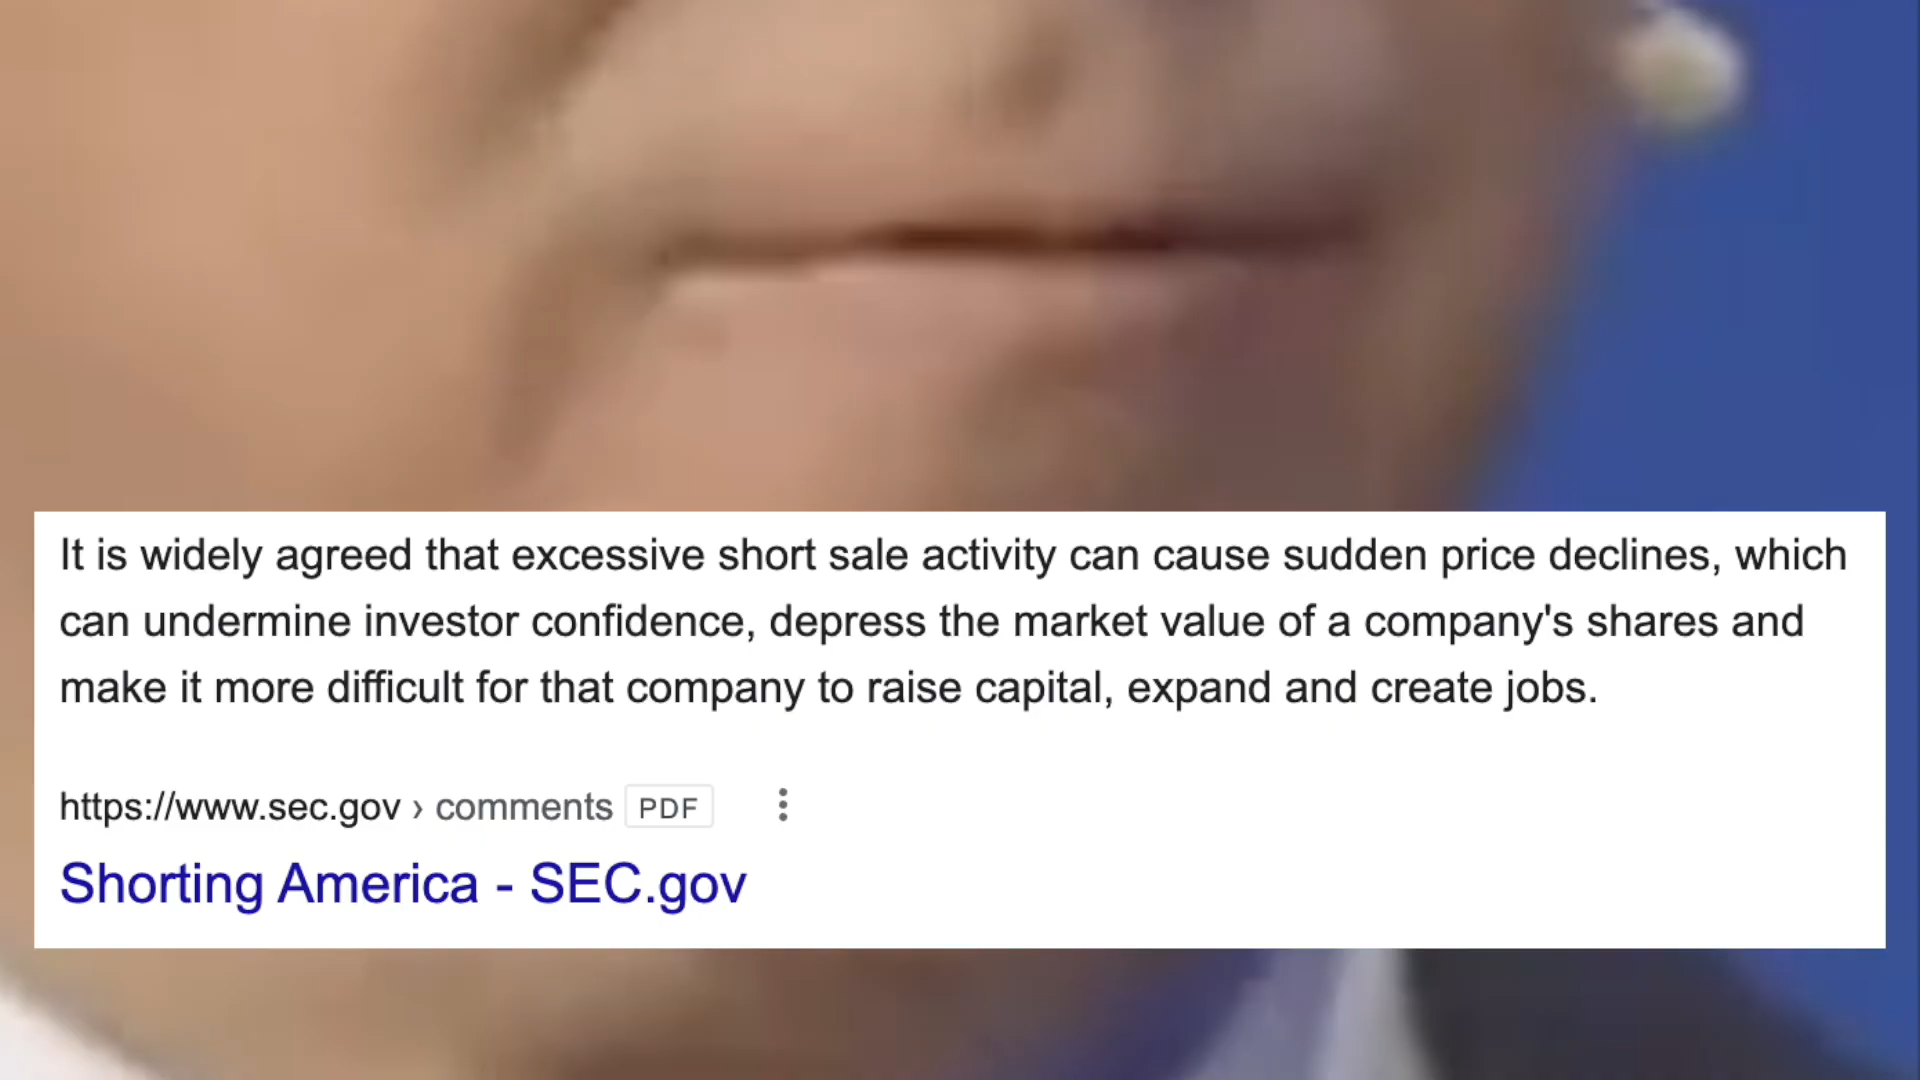 It is widely agreed that excessive short sale activity can cause sudden price declines, which
can undermine investor confidence, depress the market value of a company's shares and
make it more difficult for that company to raise capital, expand and create jobs.
https://www.sec.gov › comments PDF
Shorting America - SEC.gov